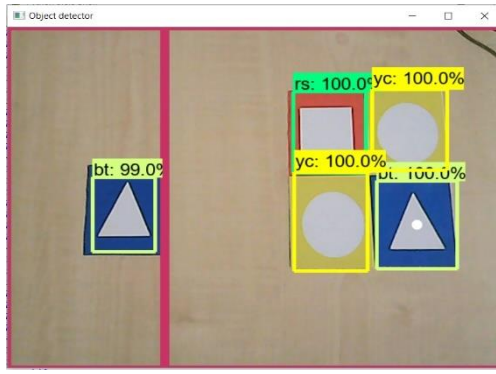 Object detector
rs: 100.0%
yc: 100.0%
bt: 99.0%
yc: 100.0%
bt: 100.0%